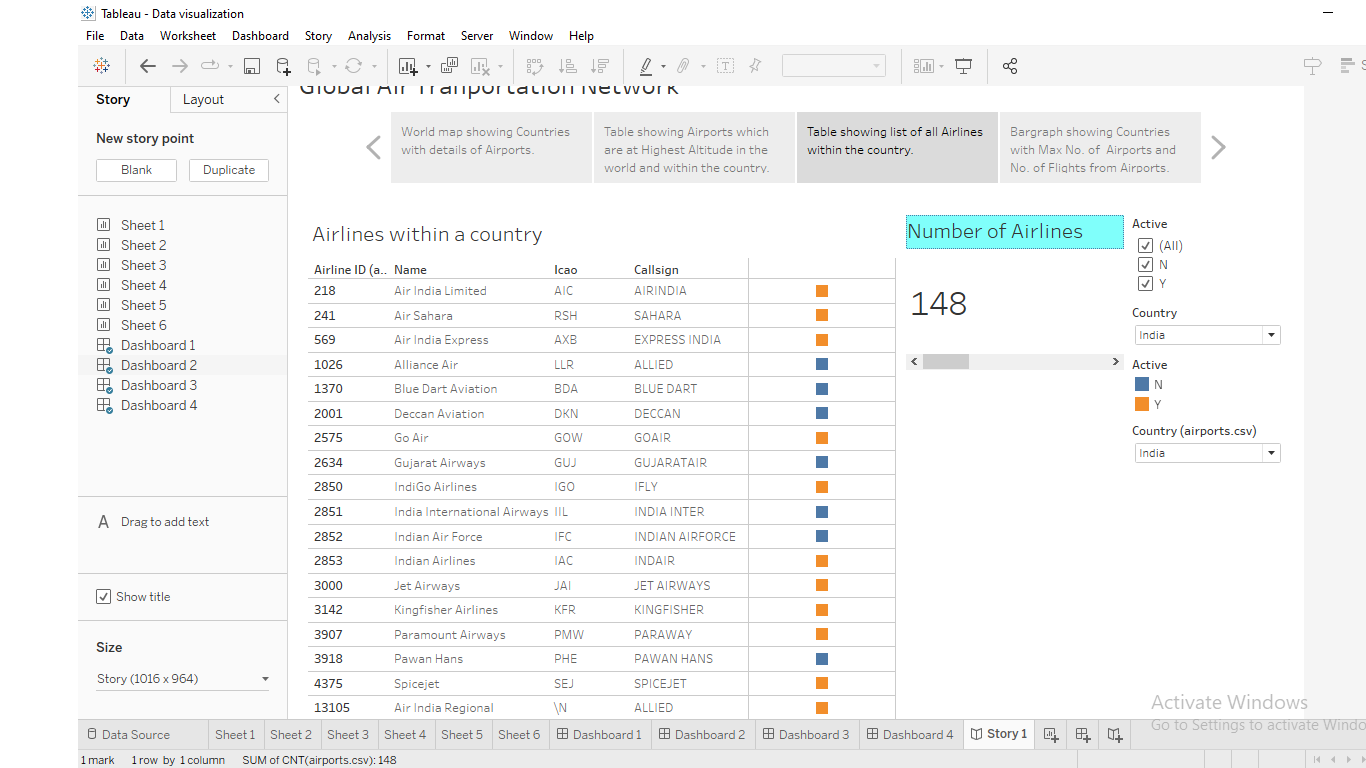 Tableau - Data visualization
File Data Worksheet Dashboard Story Analysis Format Server Window Help
Story Layout
Global Air Tranportation Network
New story point
Blank Duplicate
World map showing Countries
with details of Airports.
Table showing Airports which
are at Highest Altitude in the
world and within the country.
Table showing list of all Airlines
within the country.
Bargraph showing Countries
with Max No. of Airports and
No. of Flights from Airports.
Sheet 1
Sheet 2
Sheet 3
Sheet 4
Sheet 5
Sheet 6
Dashboard 1
Dashboard 2
Dashboard 3
Dashboard 4
A Drag to add text
Show title
Size
Story (1016 x 964)
Airlines within a country
Airline ID (a.. Name Icao Callsign
218 Air India Limited AIC AIRINDIA
241 Air Sahara RSH SAHARA
569 Air India Express AXB EXPRESS INDIA
1026 Alliance Air LLR ALLIED
1370 Blue Dart Aviation BDA BLUE DART
2001 Deccan Aviation DKN DECCAN
2575 Go Air GOW GOAIR
2634 Gujarat Airways GUJ GUJARATAIR
2850 IndiGo Airlines IGO IFLY
2851 India International Airways IIL INDIA INTER
2852 Indian Air Force IFC INDIAN AIRFORCE
2853 Indian Airlines IAC INDAIR
3000 Jet Airways JAI JET AIRWAYS
3142 Kingfisher Airlines KFR KINGFISHER
3907 Paramount Airways PMW PARAWAY
3918 Pawan Hans PHE PAWAN HANS
4375 Spicejet SEJ SPICEJET
13105 Air India Regional \N ALLIED
Number of Airlines
148
Active
(All)
N
Y
Country
India
Active
N
Y
Country (airports.csv)
India
Activate Windows
Go to Settings to activate Windo
Data Source Sheet 1 Sheet 2 Sheet 3 Sheet 4 Sheet 5 Sheet 6 Dashboard 1 Dashboard 2 Dashboard 3 Dashboard 4 Story 1
1 mark 1 row by 1 column SUM of CNT(airports.csv): 148